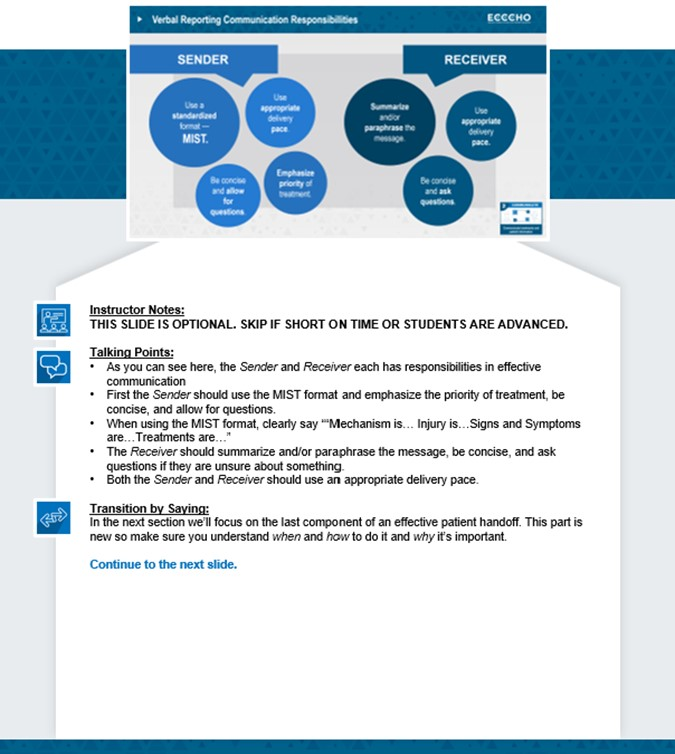 Verbal Reporting Communication Responsibilities
ECCCHO
SENDER
RECEIVER
Use a
standardized
format —
MIST.
Use
appropriate
delivery
pace.
Be concise
and allow
for
questions.
Emphasize
priority of
treatment.
Summarize
and/or
paraphrase the
message.
Use
appropriate
delivery
pace.
Be concise
and ask
questions.
Instructor Notes:
THIS SLIDE IS OPTIONAL. SKIP IF SHORT ON TIME OR STUDENTS ARE ADVANCED.
Talking Points:
• As you can see here, the Sender and Receiver each has responsibilities in effective
communication
• First the Sender should use the MIST format and emphasize the priority of treatment, be
concise, and allow for questions.
• When using the MIST format, clearly say ““Mechanism is… Injury is…Signs and Symptoms
are…Treatments are…”
• The Receiver should summarize and/or paraphrase the message, be concise, and ask
questions if they are unsure about something.
• Both the Sender and Receiver should use an appropriate delivery pace.
Transition by Saying:
In the next section we’ll focus on the last component of an effective patient handoff. This part is
new so make sure you understand when and how to do it and why it’s important.
Continue to the next slide.